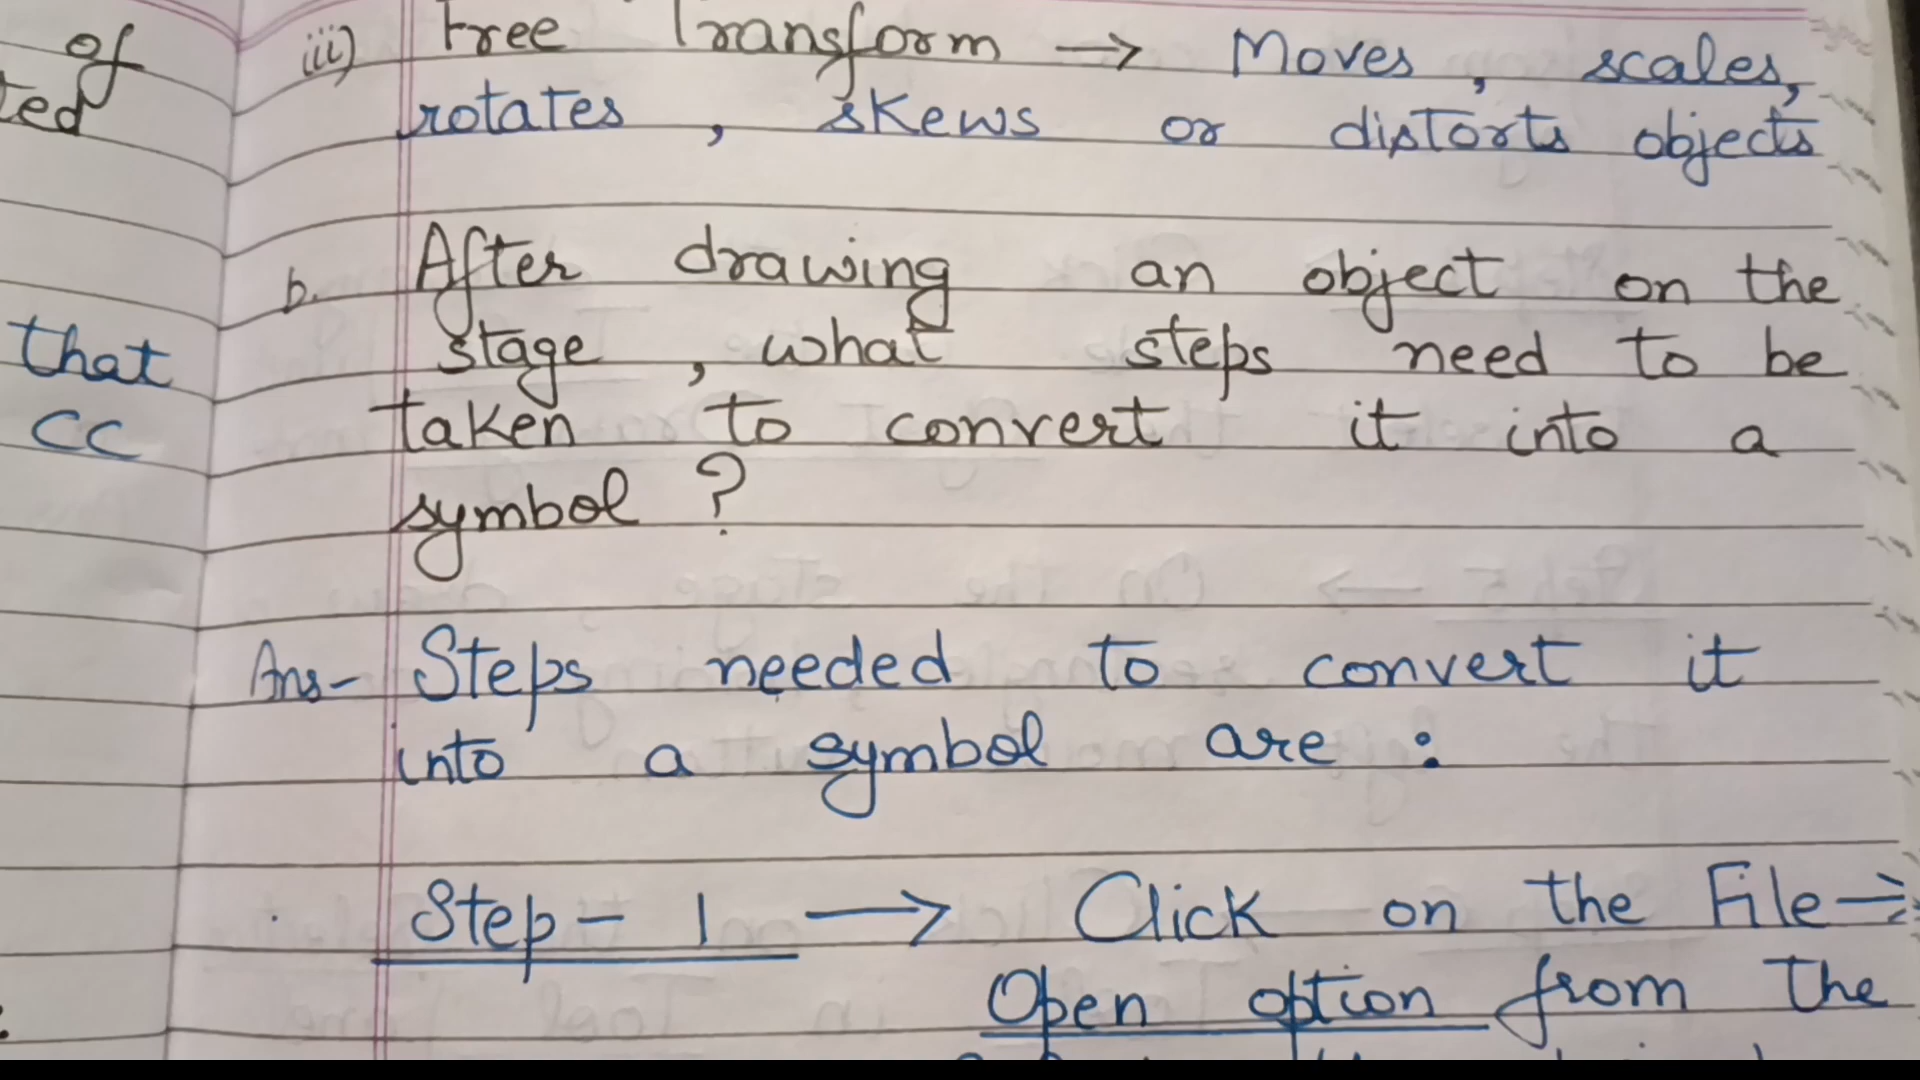 of
ted
that
CC
iii) Free Transform → Moves, scales,
rotates, skews or distorts objects
b. After drawing an object on the
stage, what steps need to be
taken to convert it into a
symbol?
Ans- Steps needed to convert it
into a symbol are:
Step-1 → Click on the File→
Open option from the